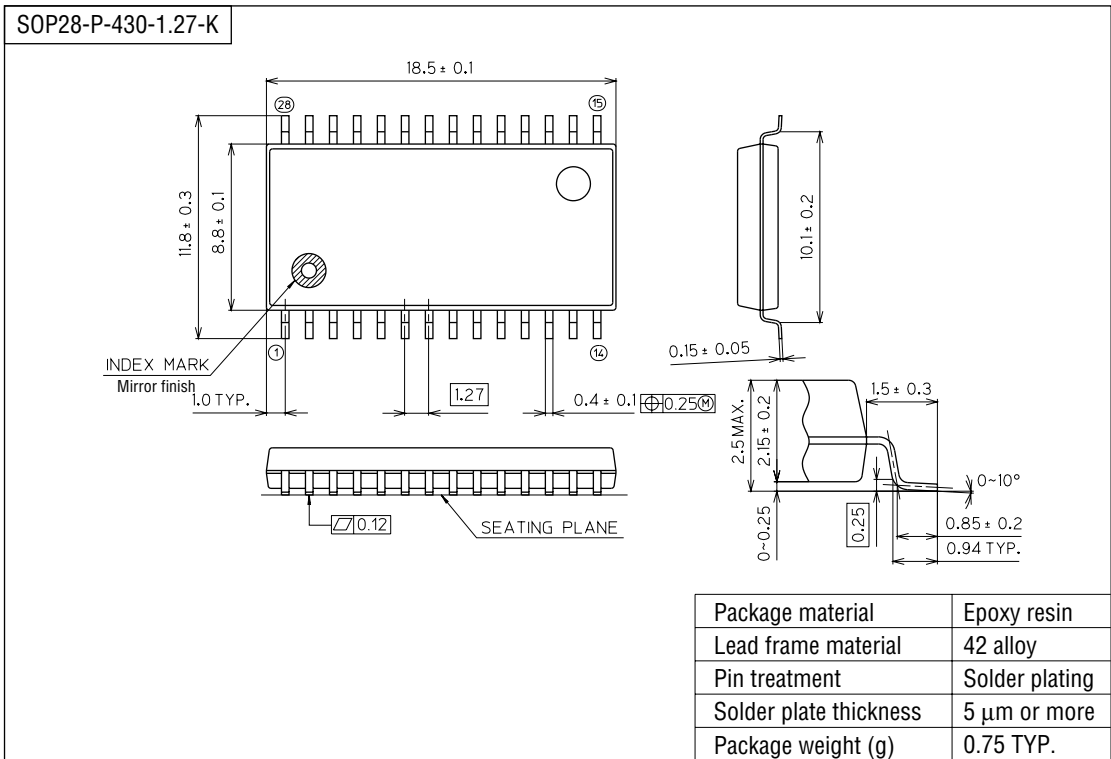 SOP28-P-430-1.27-K
18.5 ± 0.1
28
15
11.8 ± 0.3
8.8 ± 0.1
10.1 ± 0.2
1
14
INDEX MARK
Mirror finish
1.0 TYP.
1.27
0.4 ± 0.1
⌖0.25Ⓜ
0.15 ± 0.05
1.5 ± 0.3
2.5 MAX.
2.15 ± 0.2
0~10°
0~0.25
0.25
0.85 ± 0.2
0.94 TYP.
⏥0.12
SEATING PLANE
Package material Epoxy resin
Lead frame material 42 alloy
Pin treatment Solder plating
Solder plate thickness 5 µm or more
Package weight (g) 0.75 TYP.